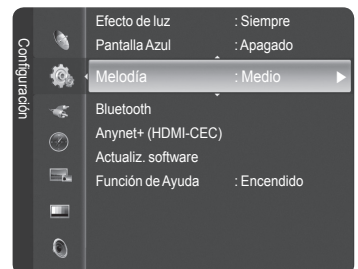 Configuración
Efecto de luz : Siempre
Pantalla Azul : Apagado
Melodía : Medio
Bluetooth
Anynet+ (HDMI-CEC)
Actualiz. software
Función de Ayuda : Encendido